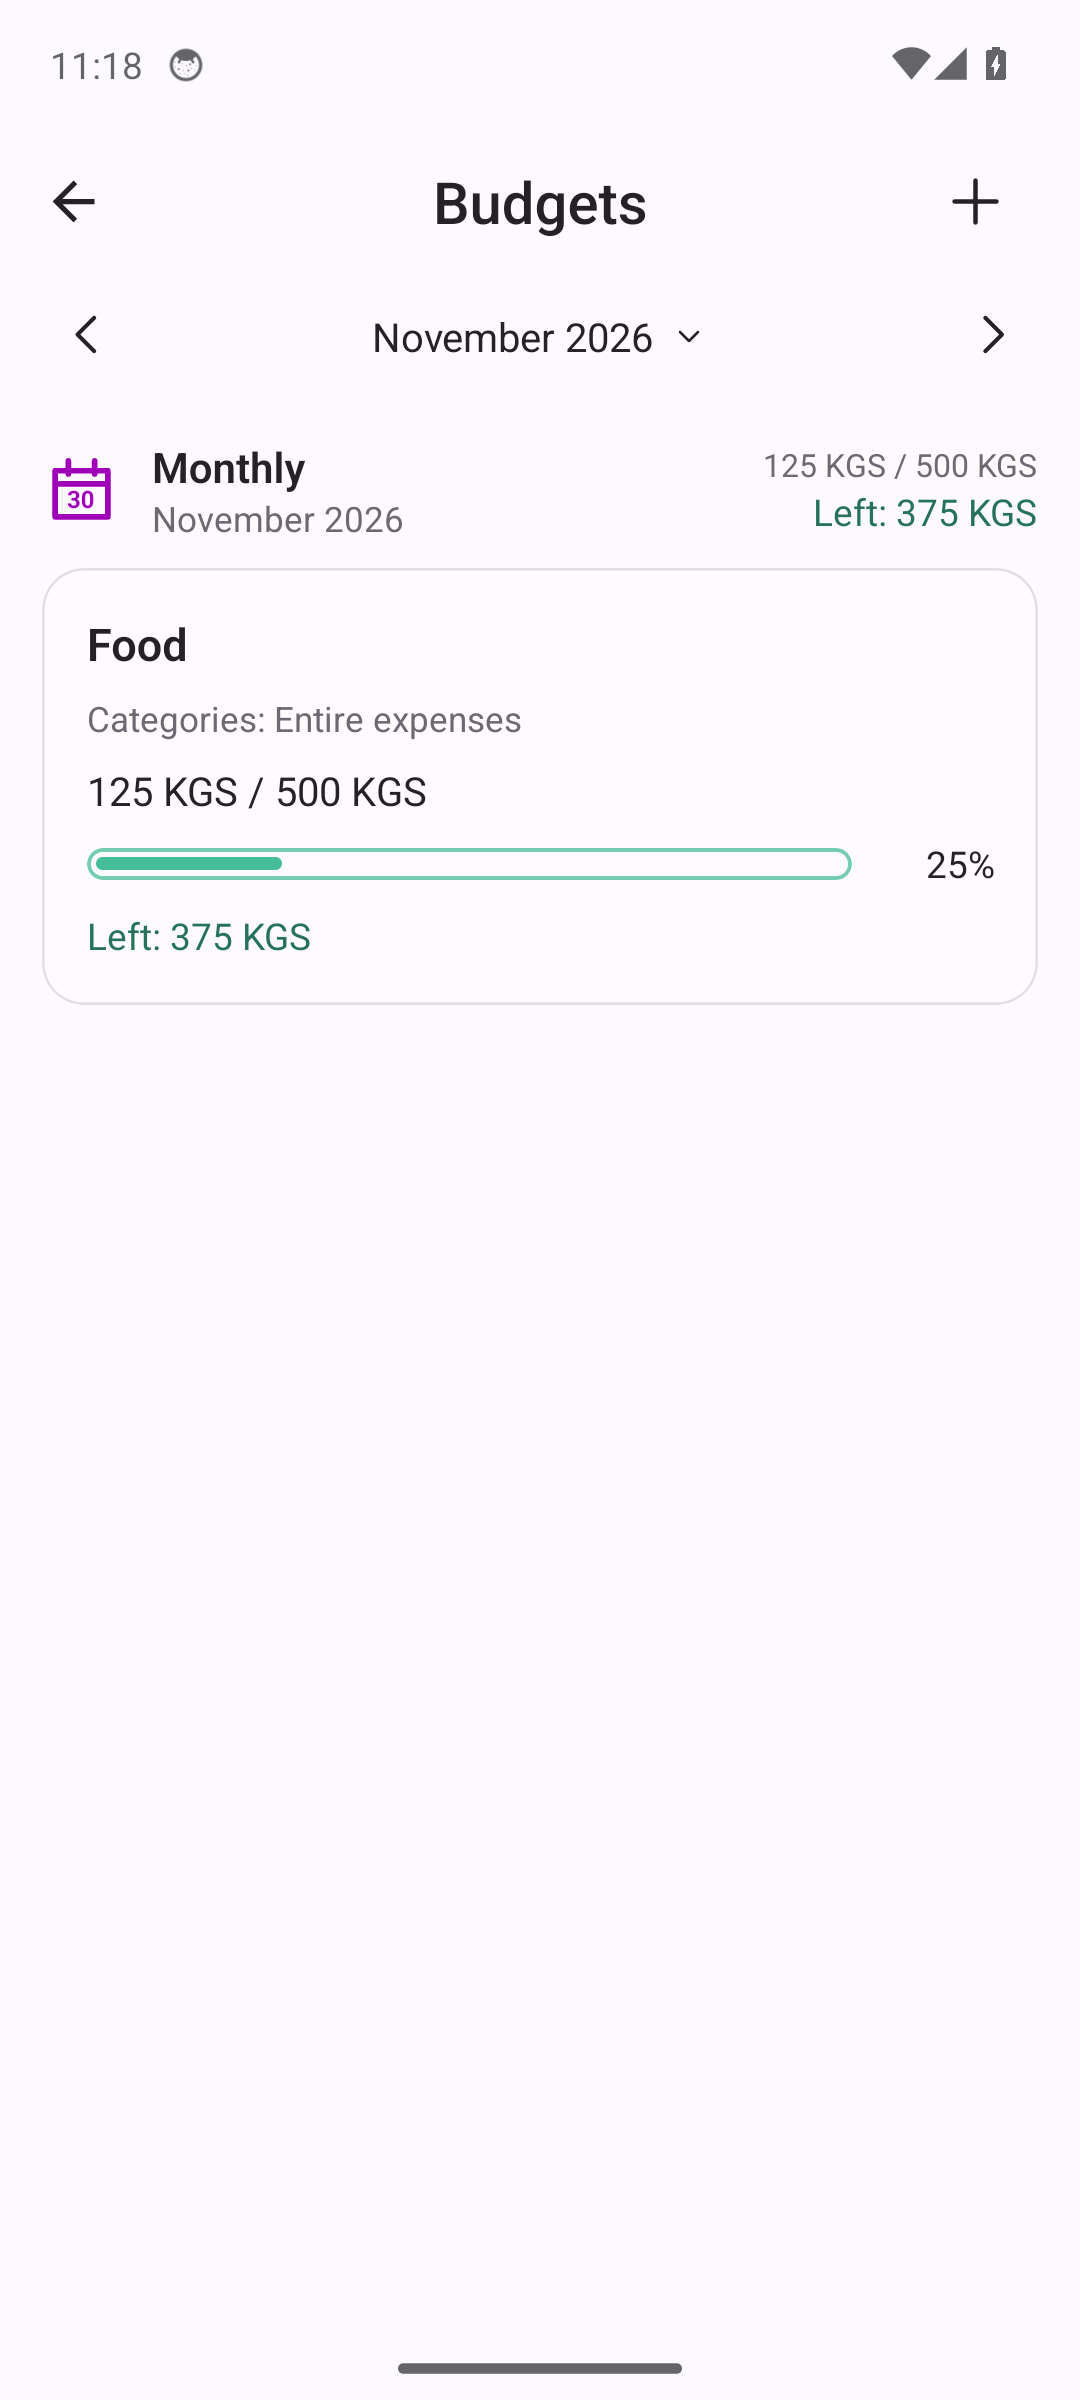 11:18
Budgets
November 2026
30
Monthly
November 2026
125 KGS / 500 KGS
Left: 375 KGS
Food
Categories: Entire expenses
125 KGS / 500 KGS
25%
Left: 375 KGS